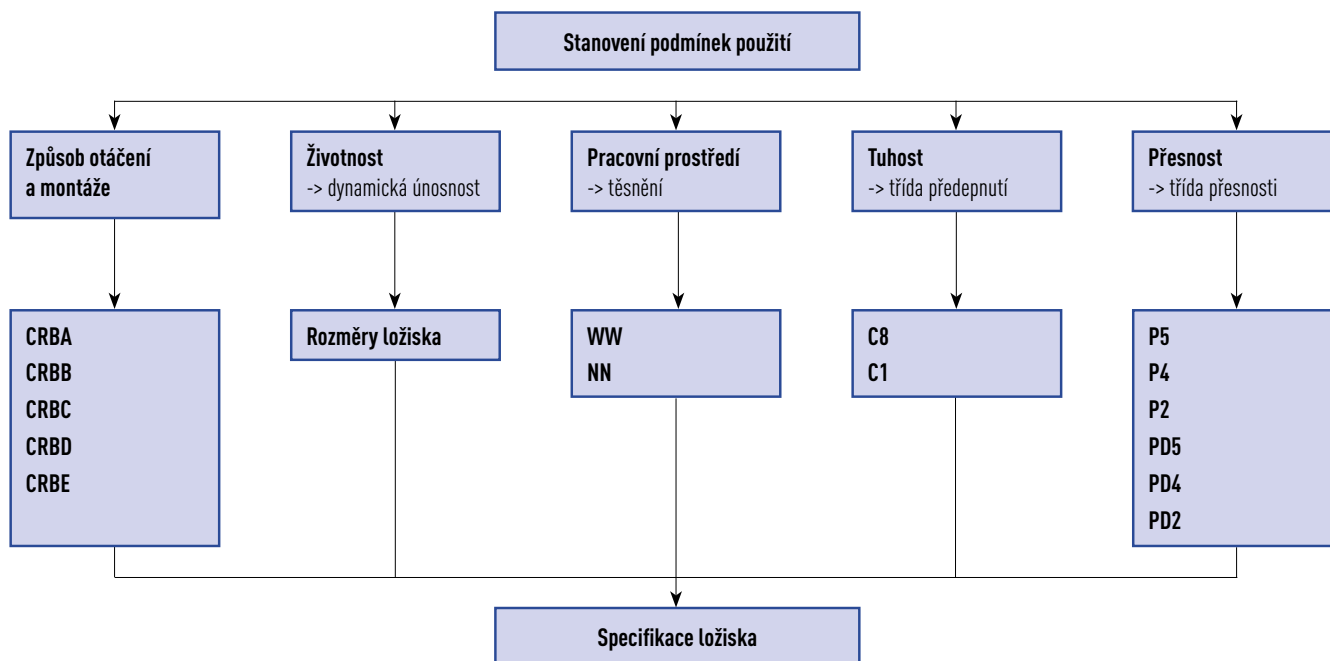 Stanovení podmínek použití
Způsob otáčení
a montáže
Životnost
-> dynamická únosnost
Pracovní prostředí
-> těsnění
Tuhost
-> třída předepnutí
Přesnost
-> třída přesnosti
CRBA
CRBB
CRBC
CRBD
CRBE
Rozměry ložiska
WW
NN
C8
C1
P5
P4
P2
PD5
PD4
PD2
Specifikace ložiska